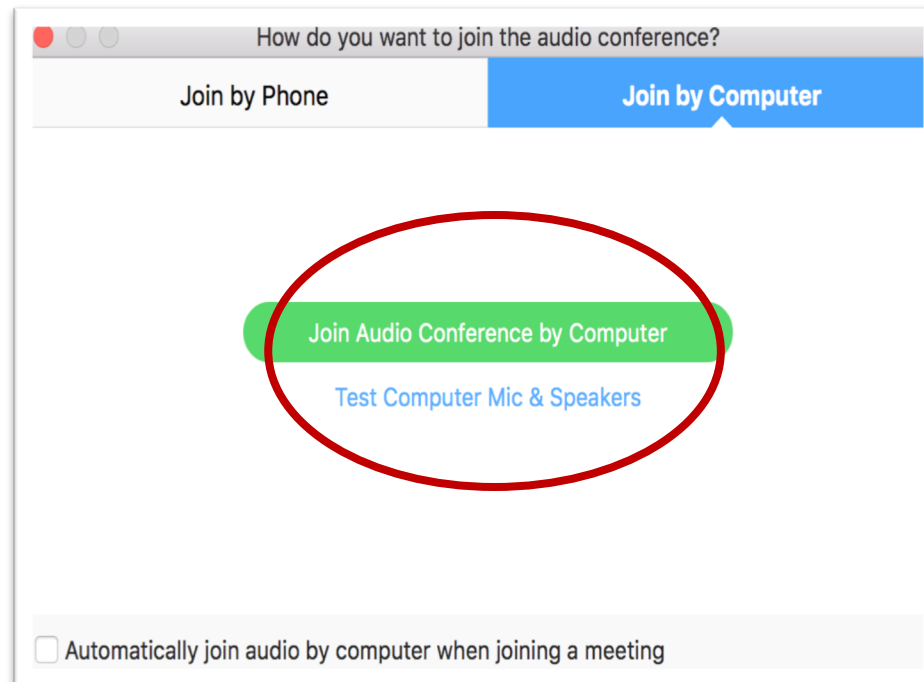 How do you want to join the audio conference?
Join by Phone
Join by Computer
Join Audio Conference by Computer
Test Computer Mic & Speakers
Automatically join audio by computer when joining a meeting